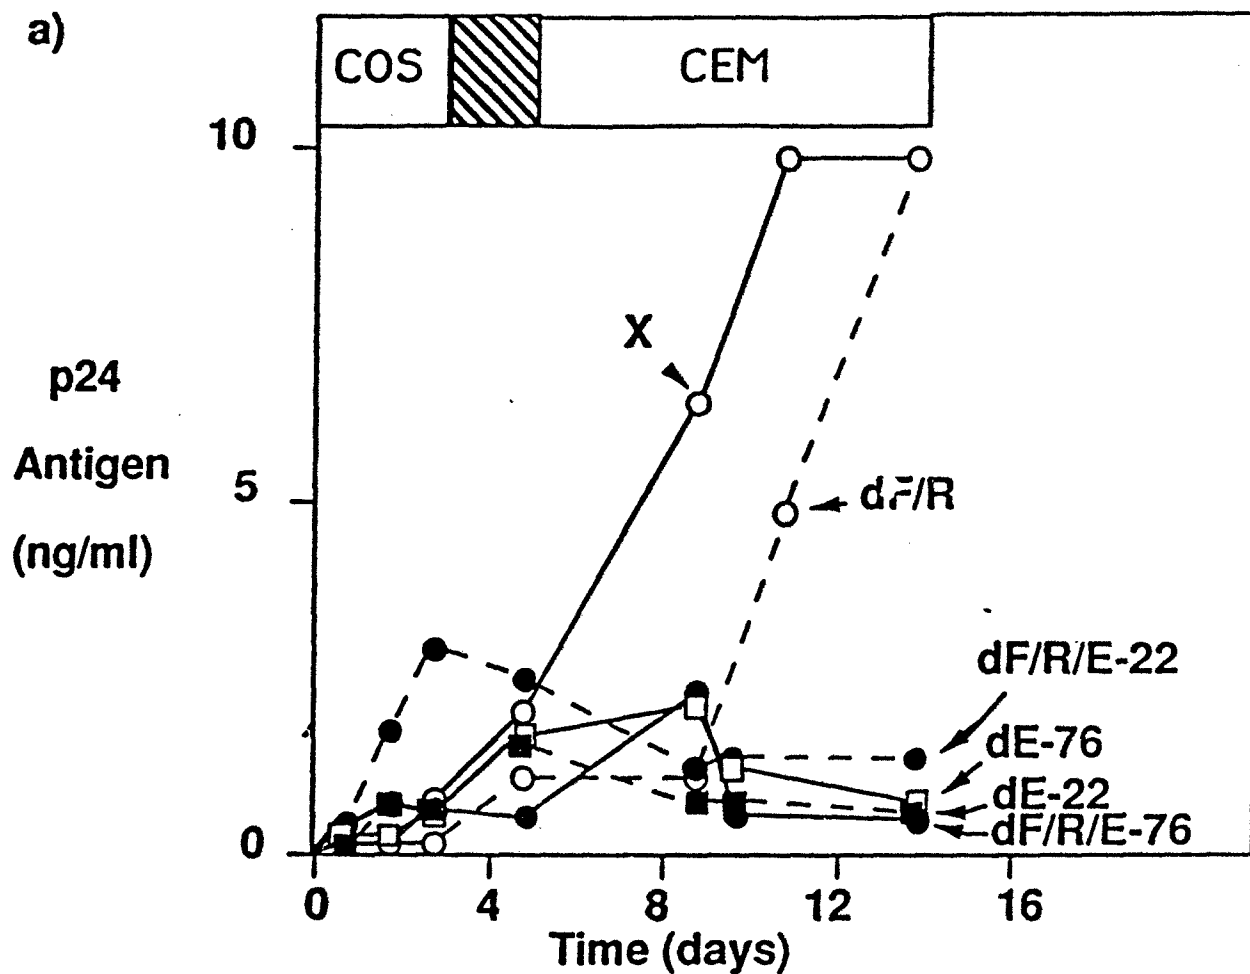 a)
COS
CEM
10
X
p24
Antigen
(ng/ml)
5
dF/R
dF/R/E-22
dE-76
dE-22
dF/R/E-76
0
0 4 8 12 16
Time (days)